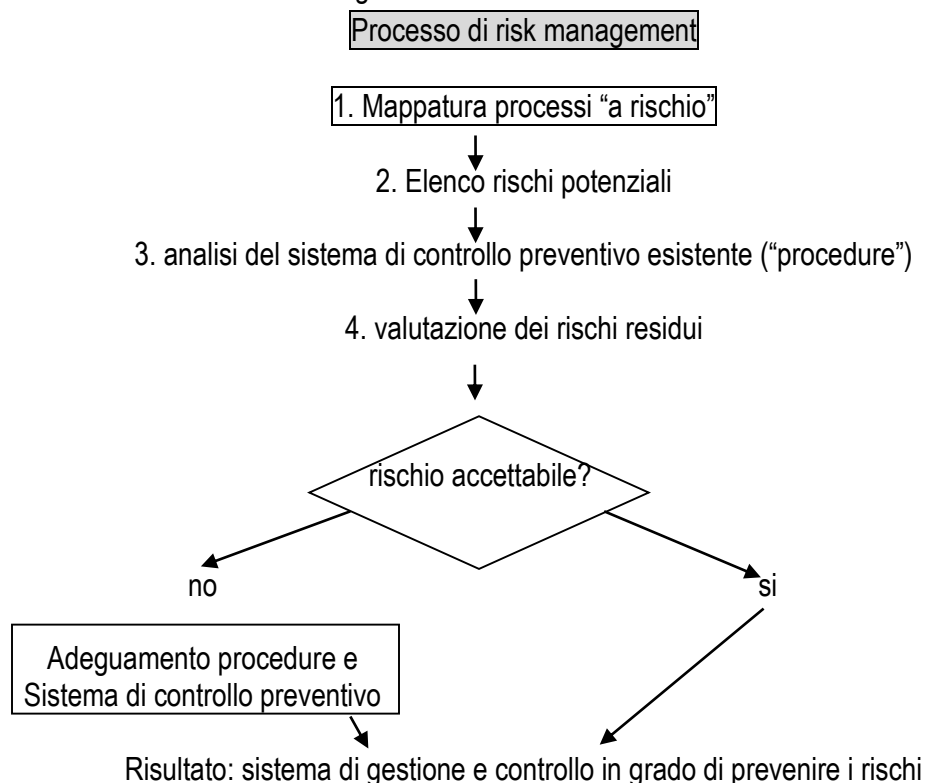 Processo di risk management
1. Mappatura processi “a rischio”
2. Elenco rischi potenziali
3. analisi del sistema di controllo preventivo esistente (“procedure”)
4. valutazione dei rischi residui
rischio accettabile?
no
si
Adeguamento procedure e
Sistema di controllo preventivo
Risultato: sistema di gestione e controllo in grado di prevenire i rischi